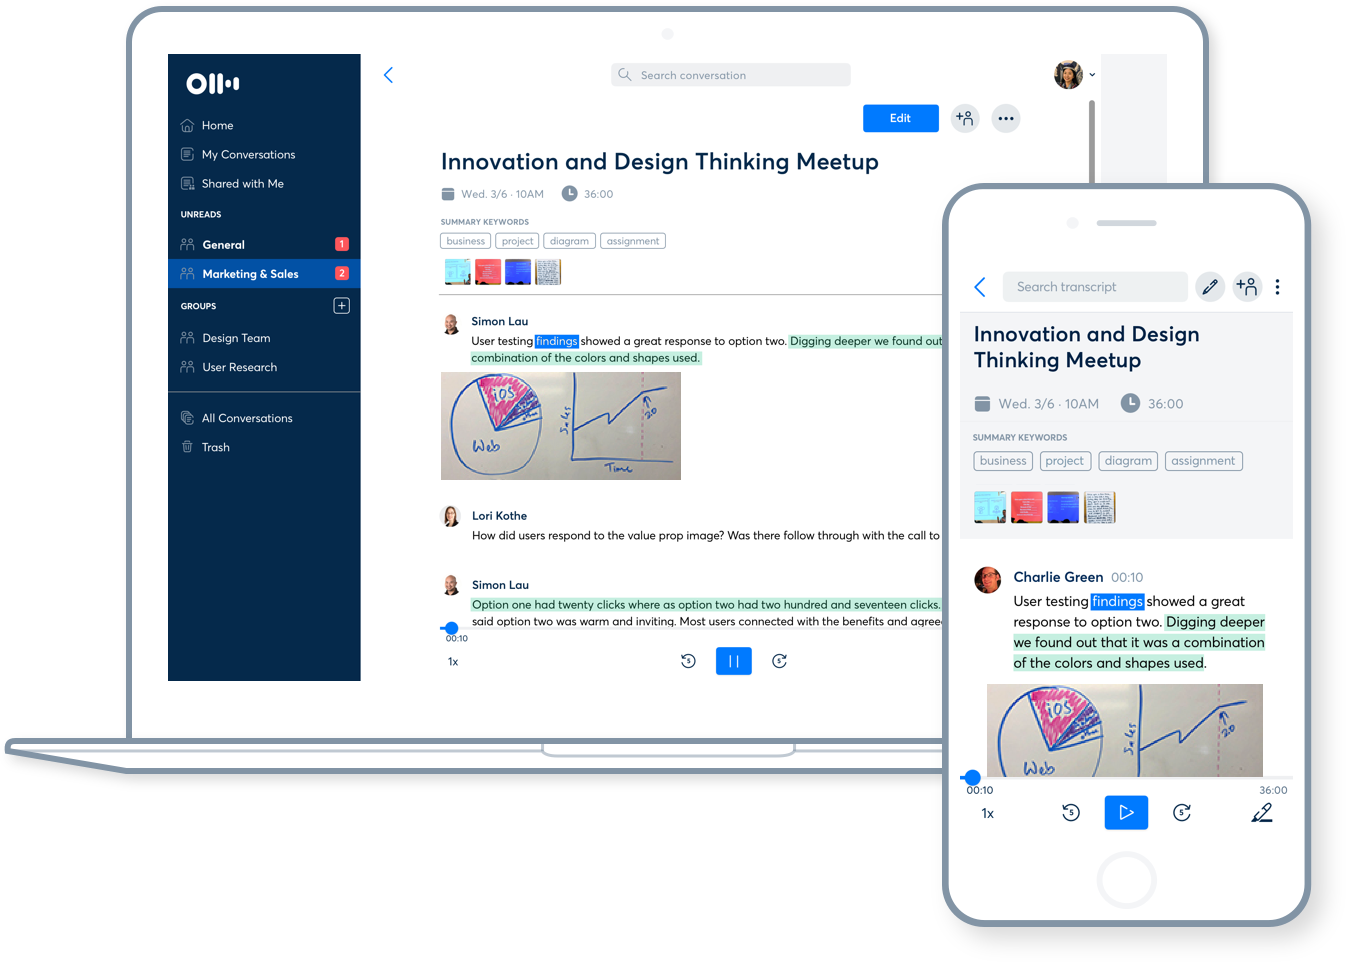 Search conversation
Home
My Conversations
Shared with Me
UNREADS
General 1
Marketing & Sales 2
GROUPS
Design Team
User Research
All Conversations
Trash
Edit
Innovation and Design Thinking Meetup
Wed. 3/6 · 10AM 36:00
SUMMARY KEYWORDS
business project diagram assignment
Simon Lau
User testing findings showed a great response to option two. Digging deeper we found out
combination of the colors and shapes used.
iOS
Web
Sales
2.0
Time
Lori Kothe
How did users respond to the value prop image? Was there follow through with the call to
Simon Lau
Option one had twenty clicks where as option two had two hundred and seventeen clicks.
said option two was warm and inviting. Most users connected with the benefits and agree
00:10
1x
5
5
Search transcript
Innovation and Design
Thinking Meetup
Wed. 3/6 · 10AM 36:00
SUMMARY KEYWORDS
business project diagram assignment
Charlie Green 00:10
User testing findings showed a great
response to option two. Digging deeper
we found out that it was a combination
of the colors and shapes used.
iOS
Web
Sales
2.0
00:10 36:00
1x
5
5